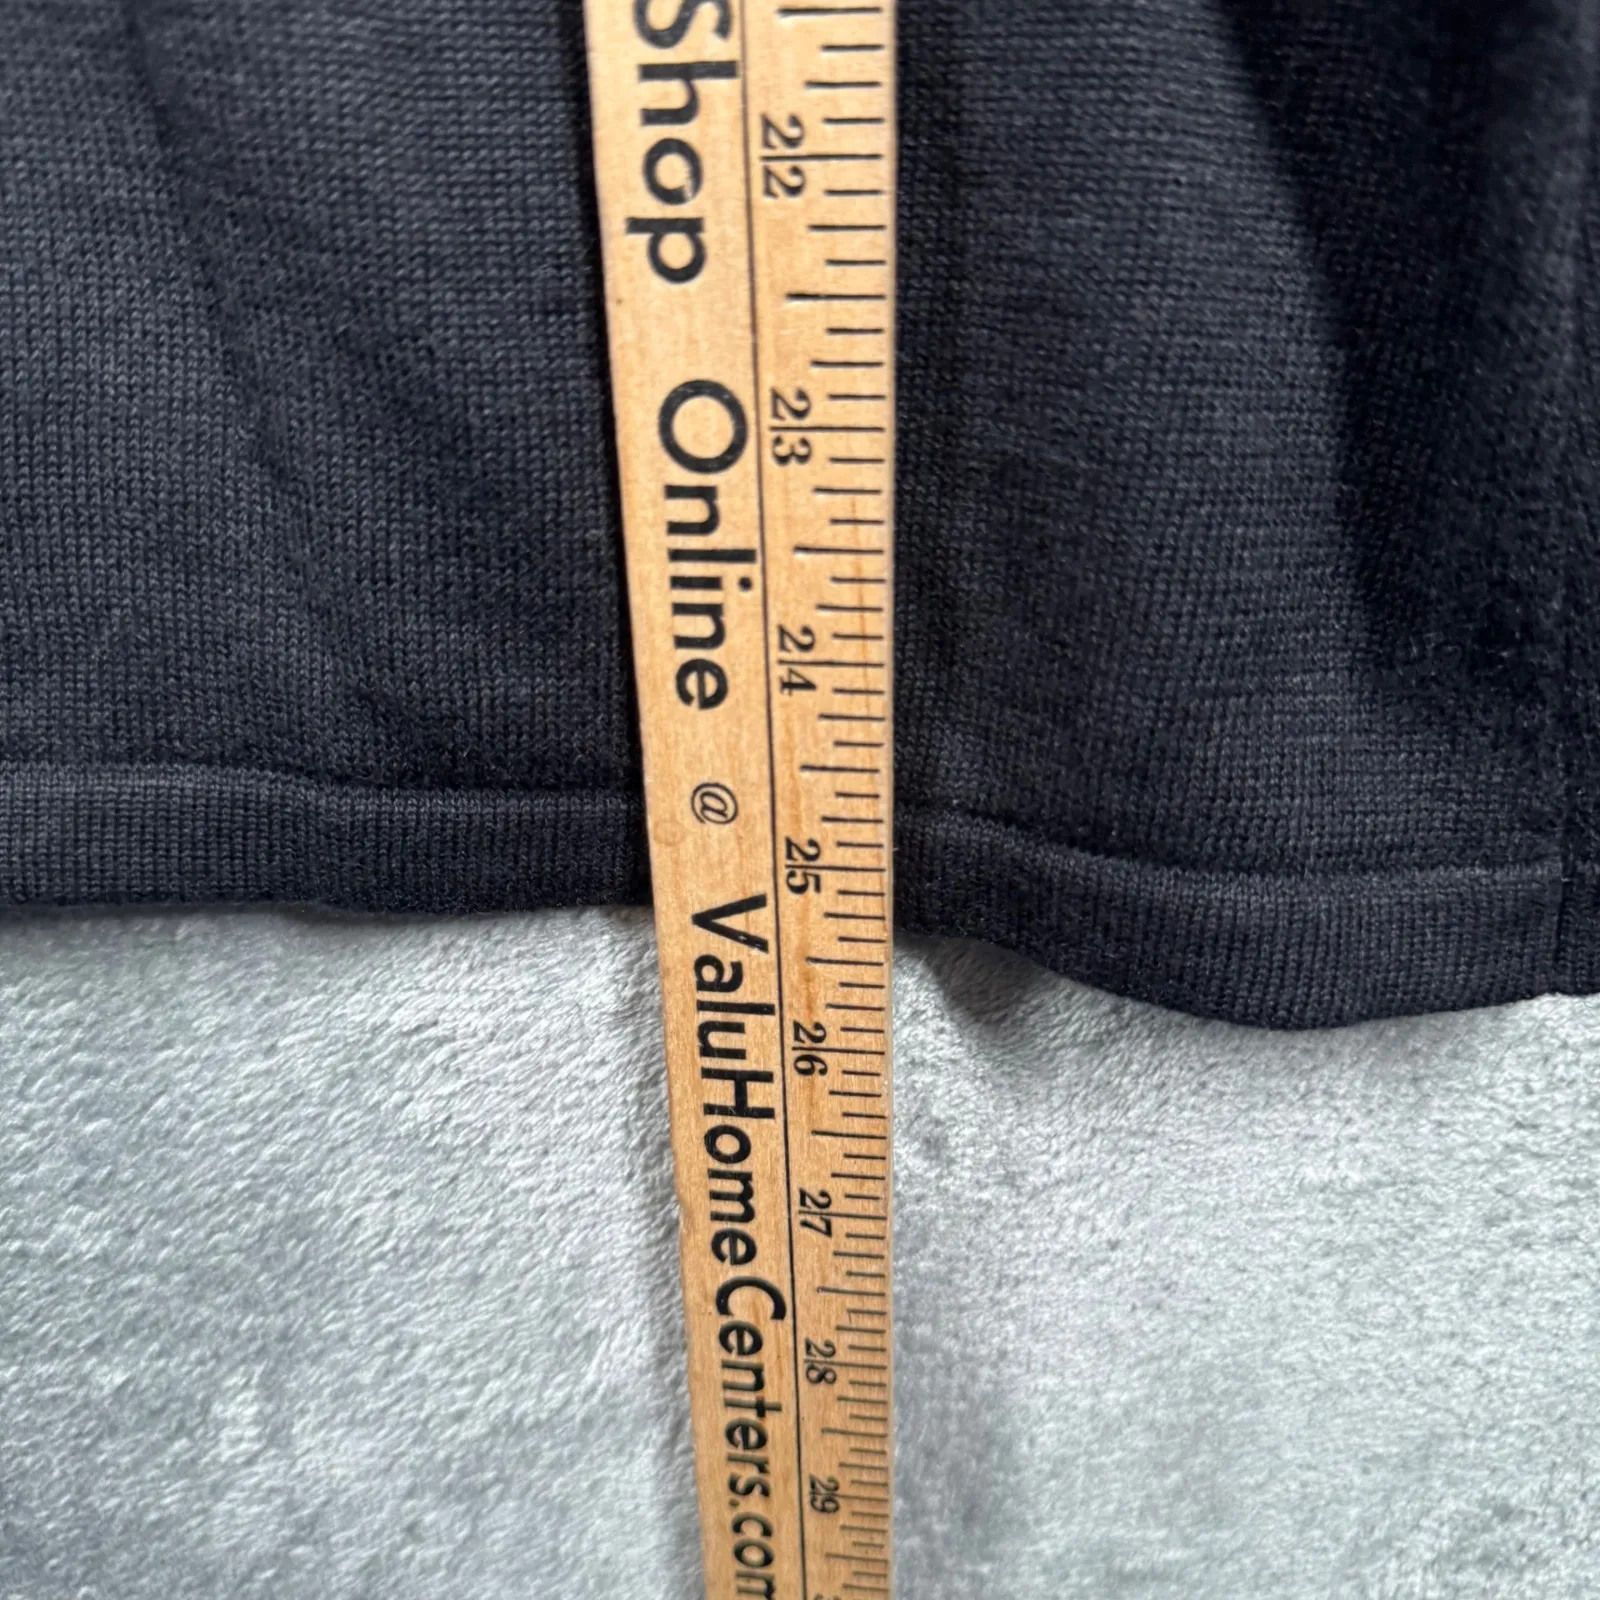 Shop Online @ ValuHomeCenters.com
22 23 24 25 26 27 28 29